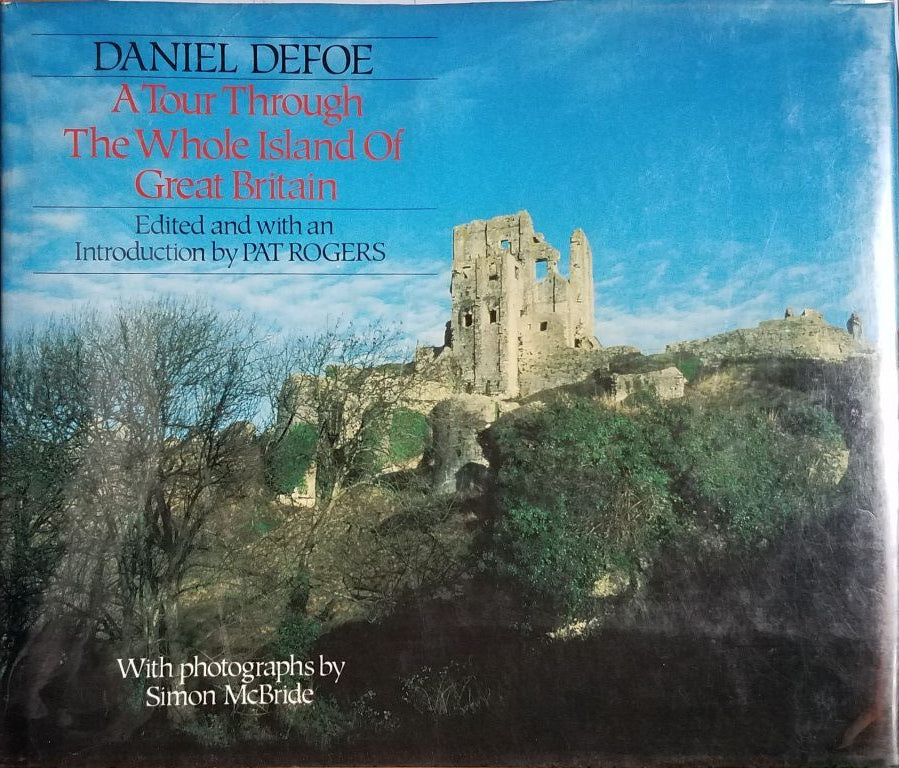 DANIEL DEFOE
A Tour Through
The Whole Island Of
Great Britain
Edited and with an
Introduction by PAT ROGERS
With photographs by
Simon McBride